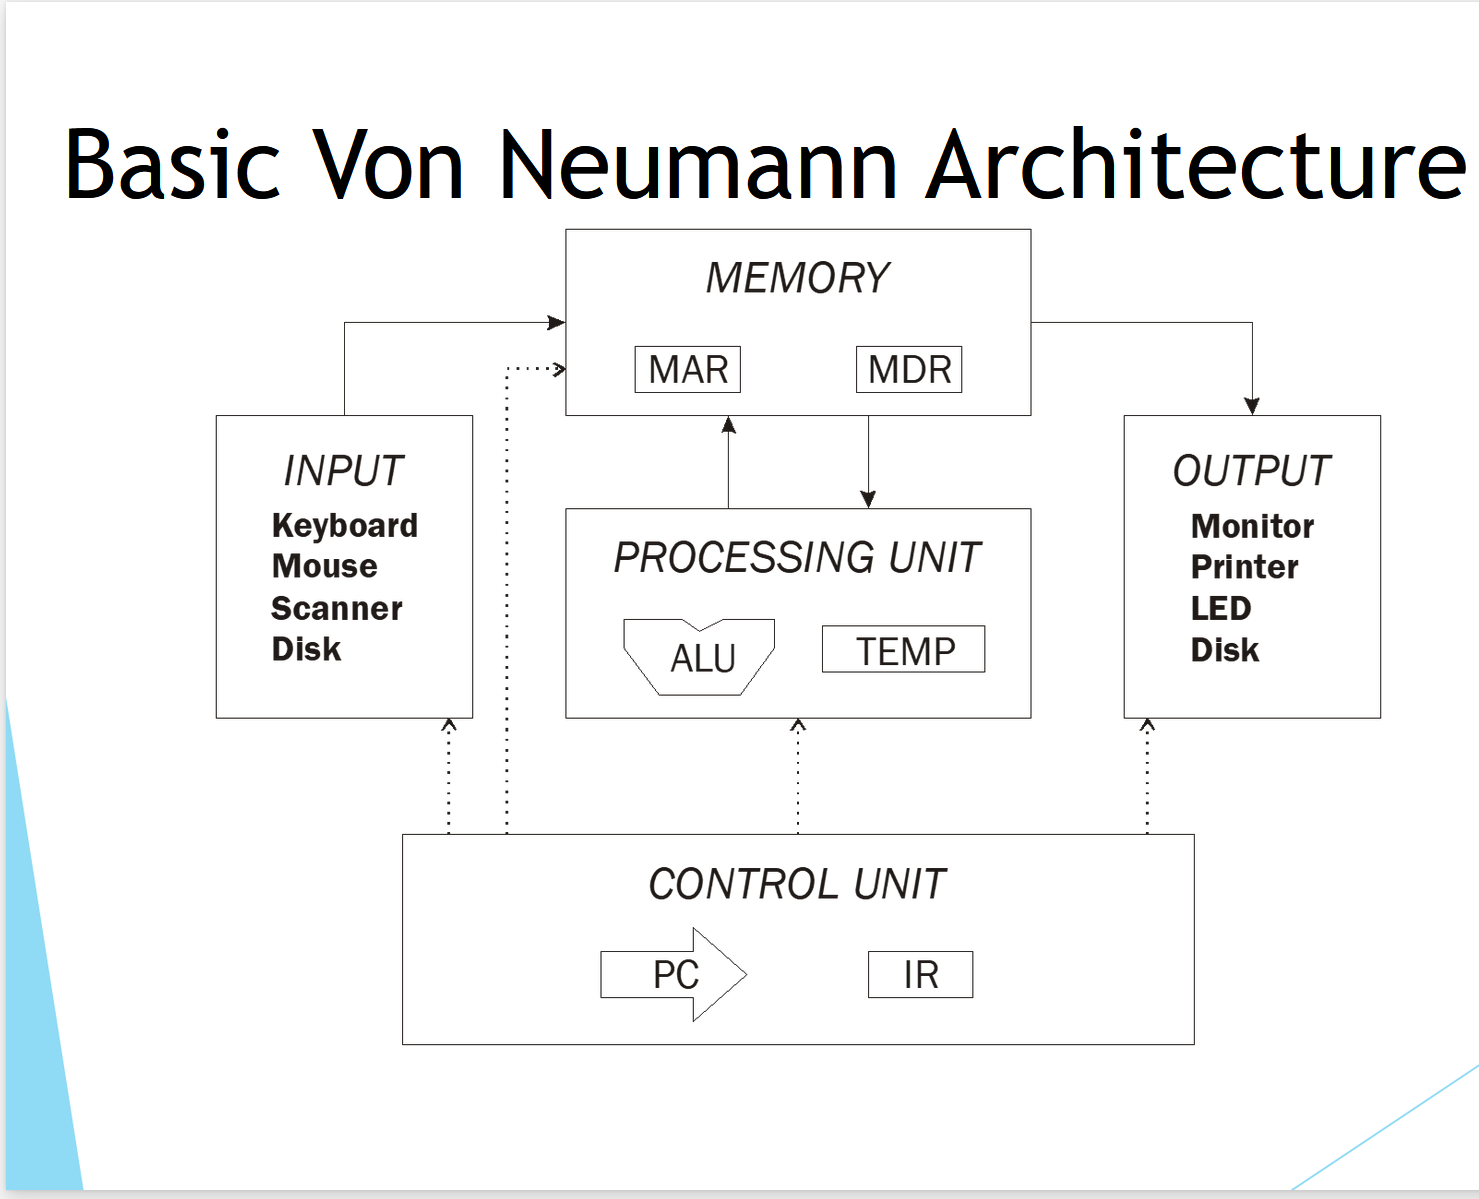 Basic Von Neumann Architecture
MEMORY
MAR
MDR
INPUT
Keyboard
Mouse
Scanner
Disk
PROCESSING UNIT
ALU
TEMP
OUTPUT
Monitor
Printer
LED
Disk
CONTROL UNIT
PC
IR